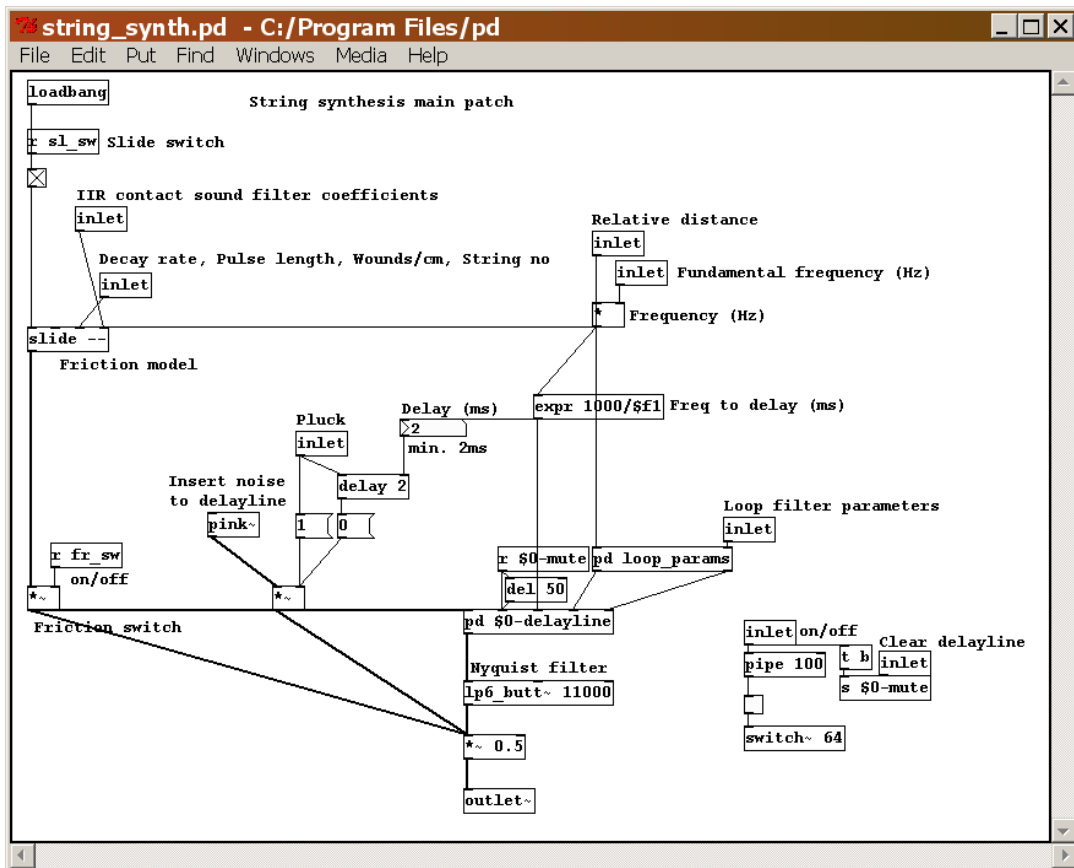 string_synth.pd - C:/Program Files/pd
File Edit Put Find Windows Media Help
loadbang
String synthesis main patch
r sl_sw Slide switch
IIR contact sound filter coefficients
inlet
Relative distance
inlet
Decay rate, Pulse length, Wounds/cm, String no
inlet
inlet Fundamental frequency (Hz)
* Frequency (Hz)
slide --
Friction model
Delay (ms)
expr 1000/$f1 Freq to delay (ms)
Pluck
2
inlet
min. 2ms
Insert noise
to delayline
delay 2
Loop filter parameters
inlet
pink~
1
0
r fr_sw
on/off
r $0-mute
pd loop_params
del 50
*~
*~
pd $0-delayline
Friction switch
inlet on/off
Clear delayline
t b
inlet
pipe 100
s $0-mute
Nyquist filter
lp6_butt~ 11000
switch~ 64
*~ 0.5
outlet~